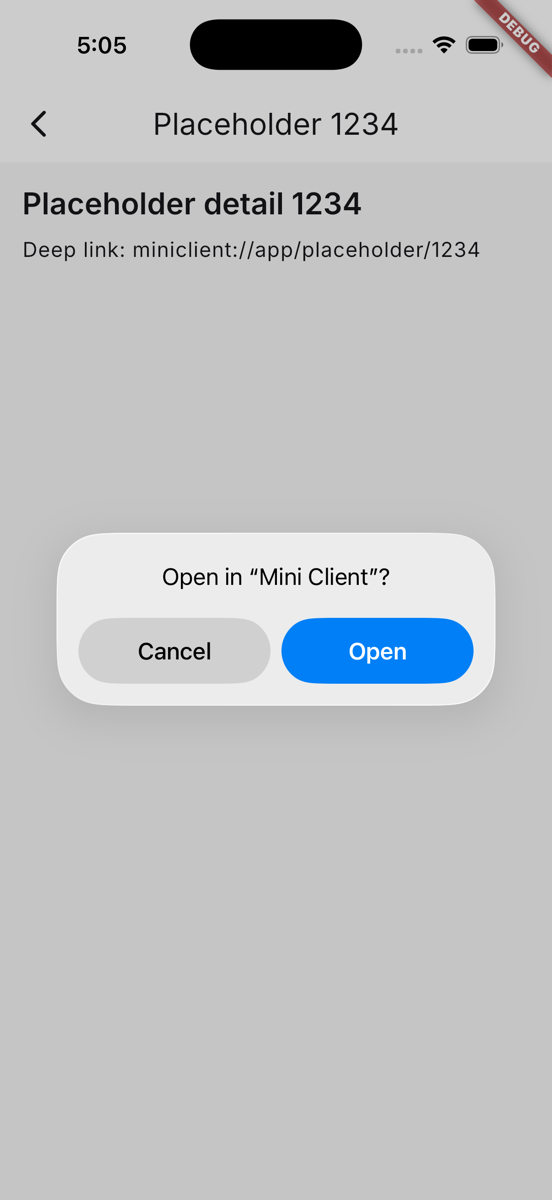 5:05
DEBUG
Placeholder 1234
Placeholder detail 1234
Deep link: miniclient://app/placeholder/1234
Open in “Mini Client”?
Cancel
Open